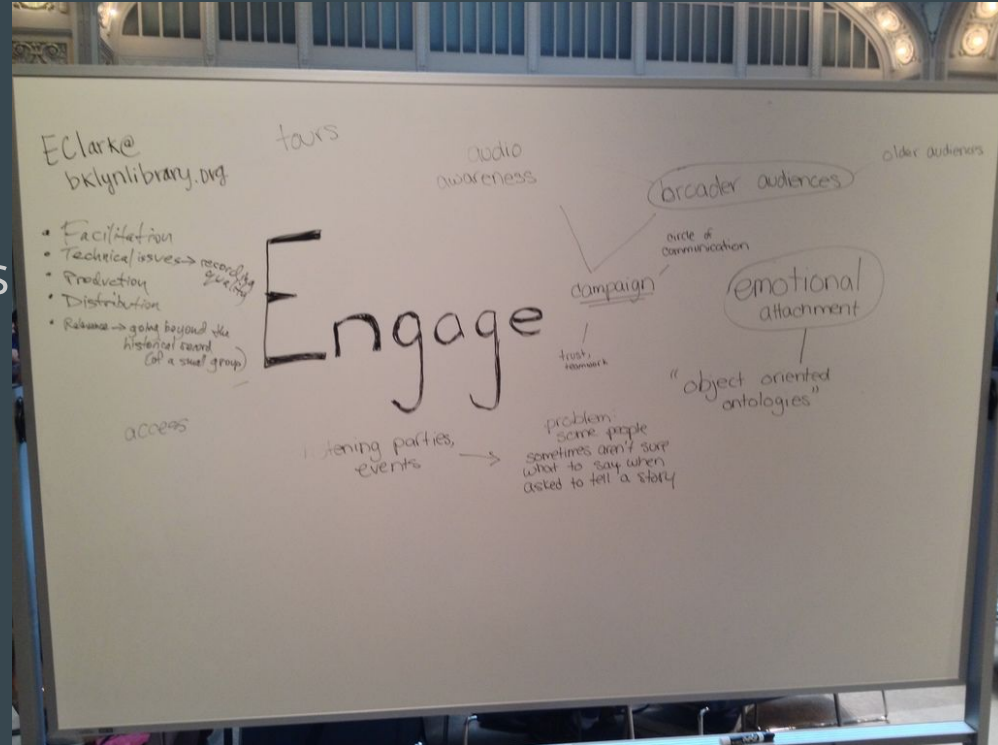 EClark@
bklynlibrary.org
tours
audio
awareness
older audiences
broader audiences
circle of
communication
campaign
trust,
teamwork
emotional
attachment
"object oriented
ontologies"
• Facilitation
• Technical issues → recording
quality
• Production
• Distribution
• → going beyond the
historical record
(of a small group)
Engage
access
tening parties,
events
problem:
some people
sometimes aren't sure
what to say when
asked to tell a story
s